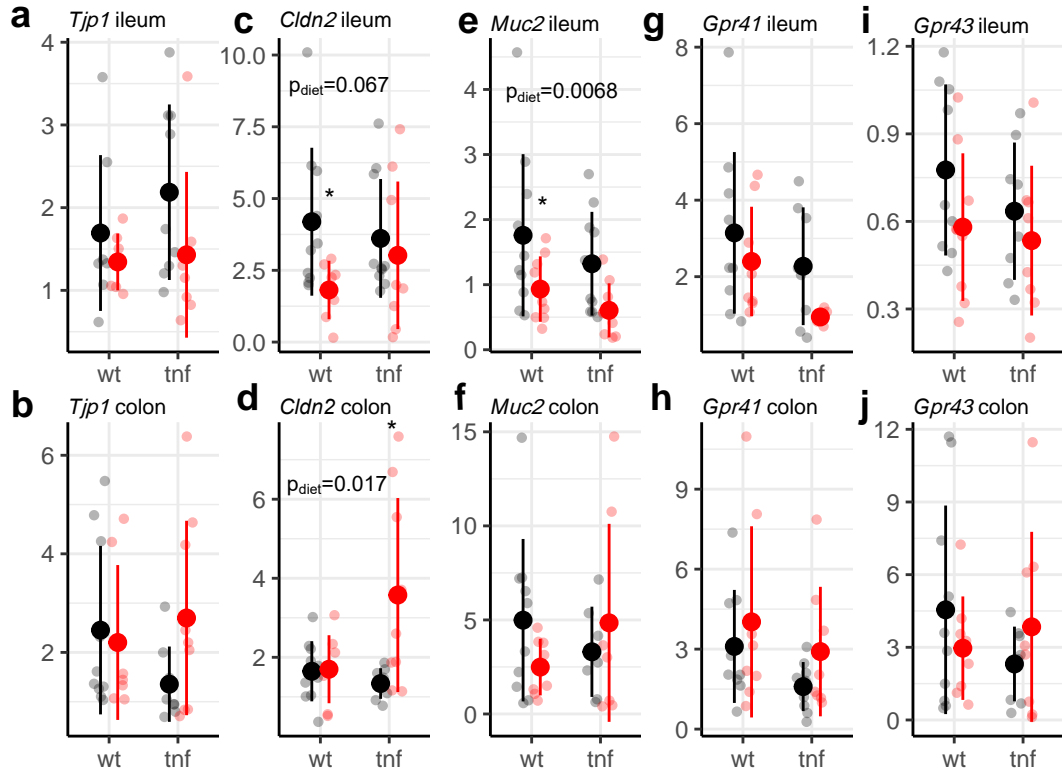 a
Tjp1 ileum
4
3
2
1
wt
tnf
c
Cldn2 ileum
10.0
7.5
5.0
2.5
0.0
p_diet=0.067
*
wt
tnf
e
Muc2 ileum
4
3
2
1
0
p_diet=0.0068
*
wt
tnf
g
Gpr41 ileum
8
6
4
2
wt
tnf
i
Gpr43 ileum
1.2
0.9
0.6
0.3
wt
tnf
b
Tjp1 colon
6
4
2
wt
tnf
d
Cldn2 colon
*
6
4
2
p_diet=0.017
wt
tnf
f
Muc2 colon
15
10
5
0
wt
tnf
h
Gpr41 colon
9
6
3
0
wt
tnf
j
Gpr43 colon
12
9
6
3
0
wt
tnf